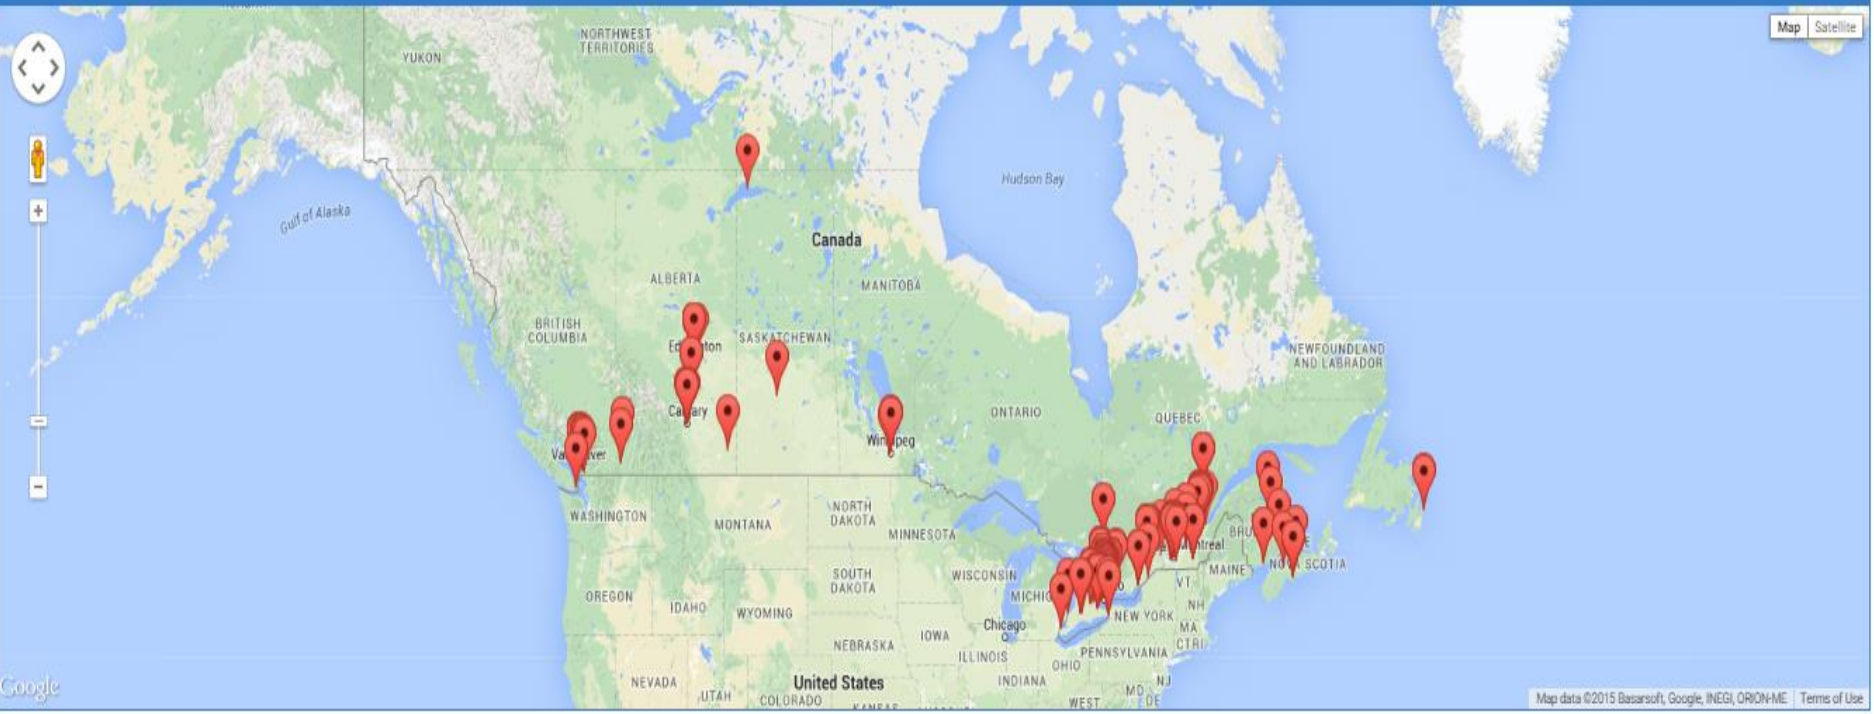 Map Satellite
NORTHWEST
TERRITORIES
YUKON
Hudson Bay
Gulf of Alaska
Canada
ALBERTA
MANITOBA
BRITISH
COLUMBIA
SASKATCHEWAN
NEWFOUNDLAND
AND LABRADOR
ONTARIO
QUEBEC
WASHINGTON
MONTANA
NORTH
DAKOTA
MINNESOTA
SCOTIA
MAINE
WISCONSIN
SOUTH
DAKOTA
VT
OREGON
IDAHO
WYOMING
NH
NEW YORK
MA
Chicago
IOWA
NEBRASKA
PENNSYLVANIA
ILLINOIS
OHIO
INDIANA
United States
NEVADA
UTAH
COLORADO
KANSAS
WEST
MD
DE
NJ
Google
Map data ©2015 Basarsoft, Google, INEGI, ORION-ME Terms of Use